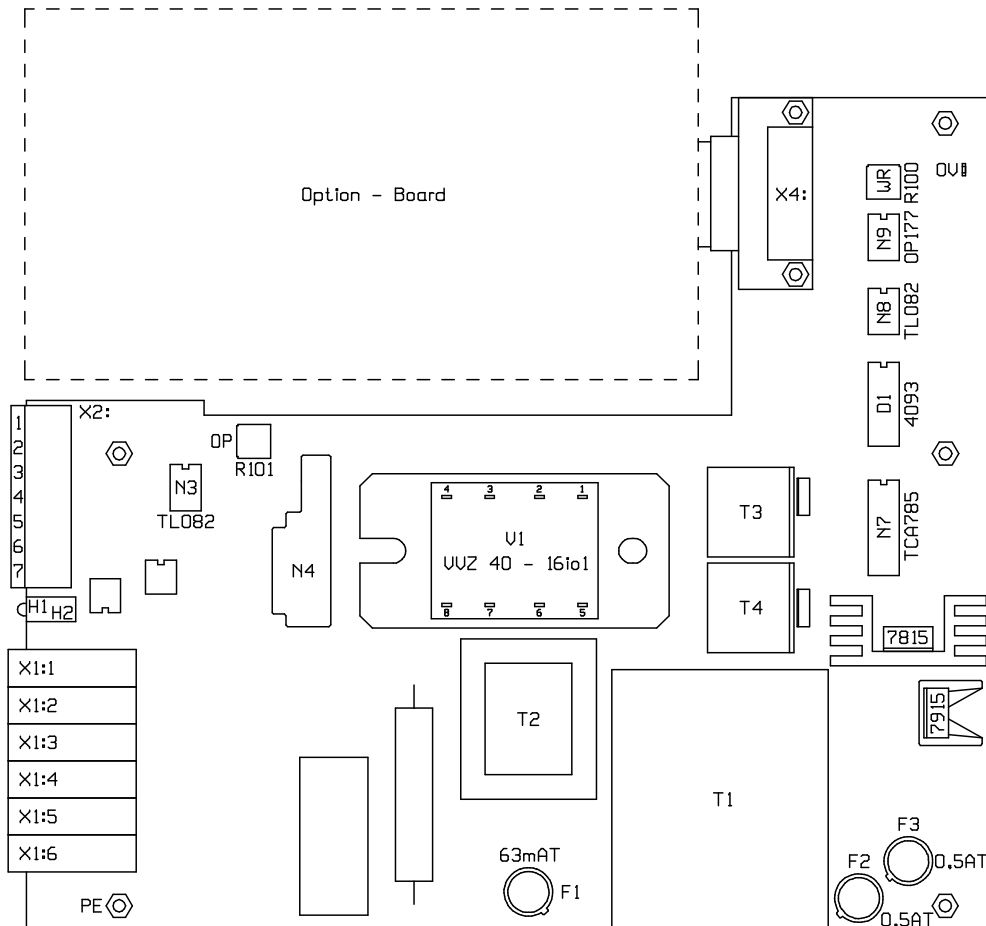 Option - Board
X4:
WR
R100
0V
N9
OP177
N8
TL082
D1
4093
N7
TCA785
X2:
1
2
3
4
5
6
7
OP
R101
N3
TL082
N4
4 3 2 1
V1
VVZ 40 - 16io1
8 7 6 5
T3
T4
H1
H2
7815
7915
X1:1
X1:2
X1:3
X1:4
X1:5
X1:6
T2
T1
63mAT
F1
F3
0.5AT
F2
0.5AT
PE